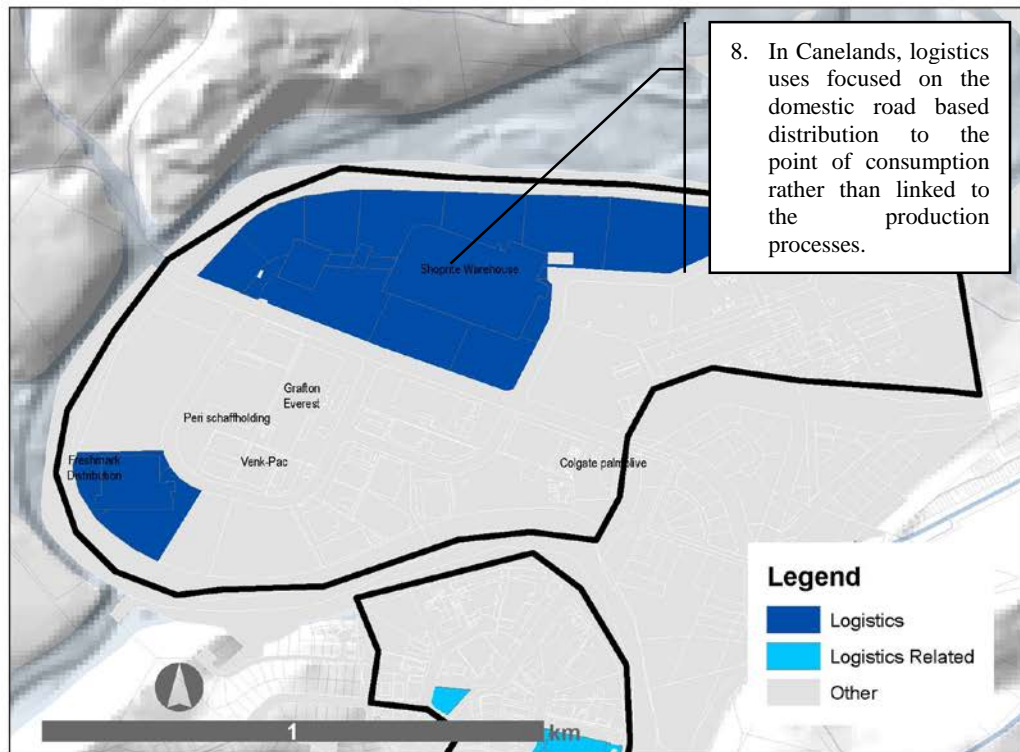 8. In Canelands, logistics
uses focused on the
domestic road based
distribution to the
point of consumption
rather than linked to
the production
processes.
Shoprite Warehouse
Grafton
Everest
Peri schaffholding
Freshmark
Distribution
Venk-Pac
Colgate palmolive
Legend
Logistics
Logistics Related
Other
1
km